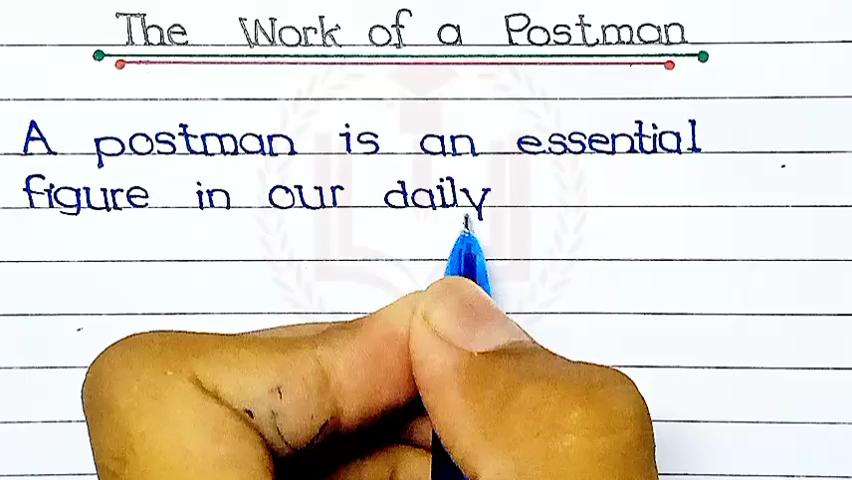 The Work of a Postman
A postman is an essential
figure in our daily